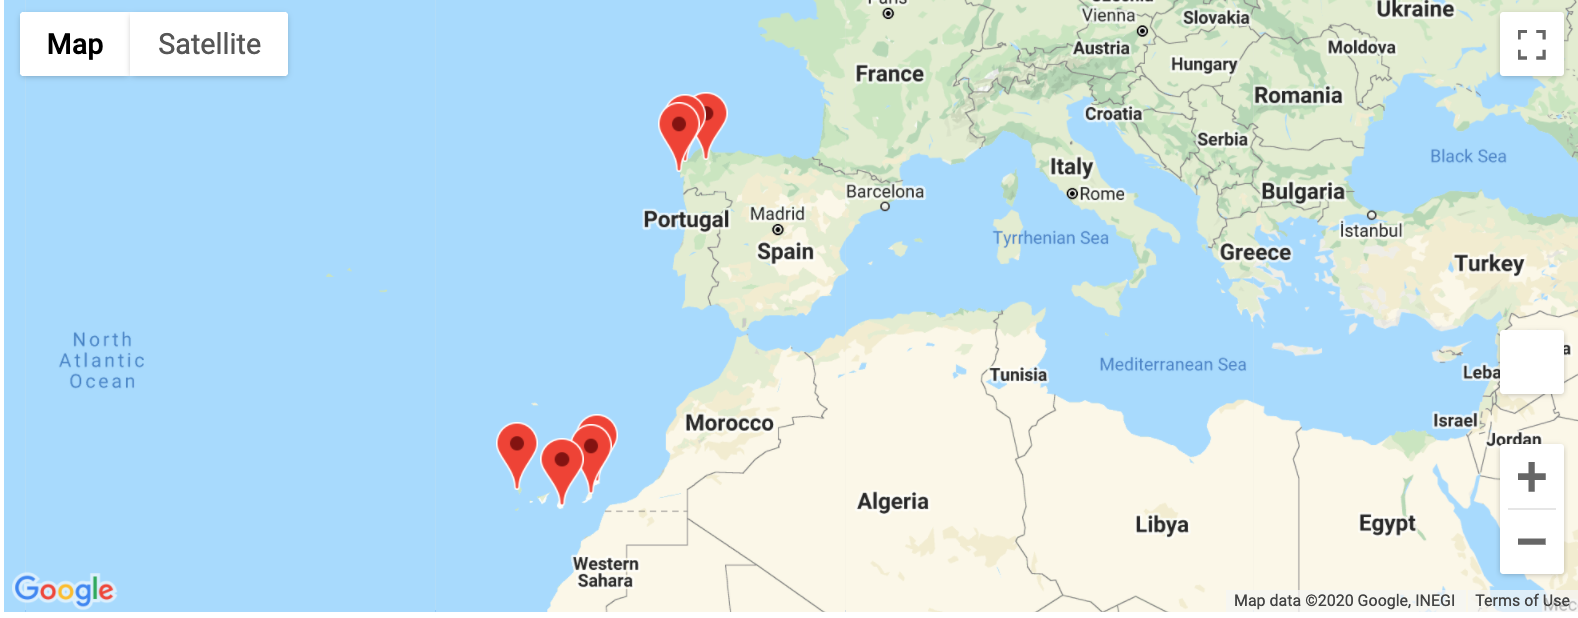 Map
Satellite
Vienna
Slovakia
Ukraine
Austria
Moldova
France
Hungary
Romania
Croatia
Serbia
Black Sea
Italy
Barcelona
Bulgaria
Rome
Portugal
Madrid
İstanbul
Tyrrhenian Sea
Spain
Greece
Turkey
North
Atlantic
Ocean
Mediterranean Sea
Tunisia
Leba
Morocco
Israel
Jordan
Algeria
Libya
Egypt
Western
Sahara
Google
Map data ©2020 Google, INEGI
Terms of Use